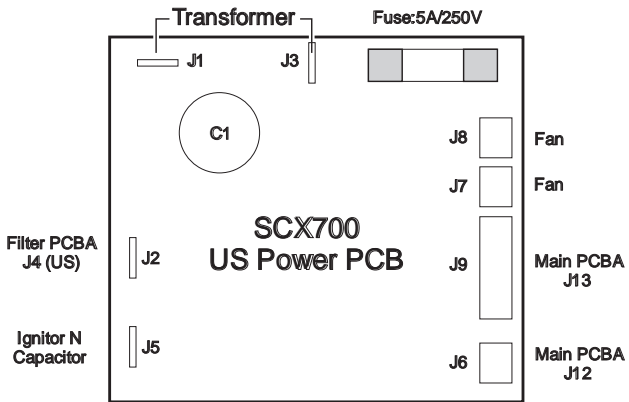 Transformer
Fuse:5A/250V
J1
J3
C1
J8
Fan
J7
Fan
SCX700
US Power PCB
Filter PCBA
J4 (US)
J2
J9
Main PCBA
J13
Ignitor N
Capacitor
J5
J6
Main PCBA
J12